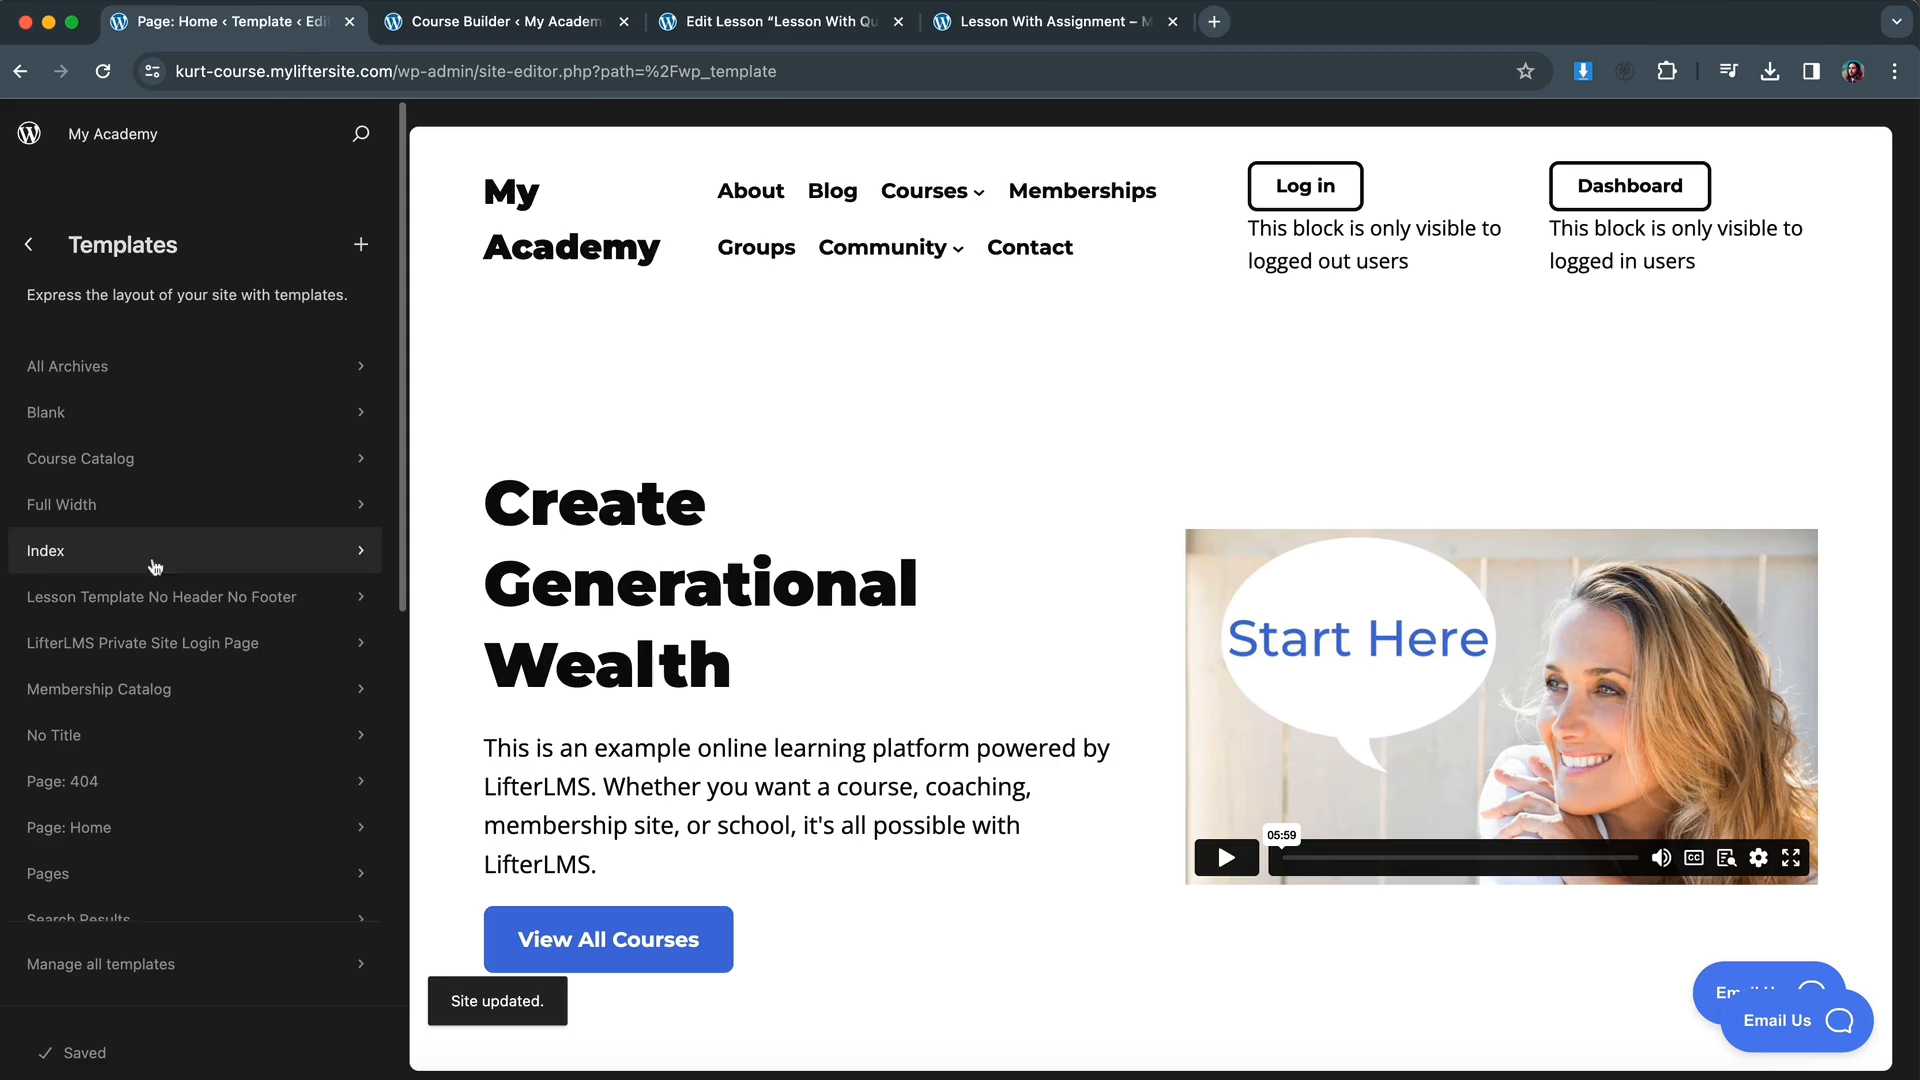 Page: Home ‹ Template ‹ Edi
Course Builder ‹ My Academ
Edit Lesson “Lesson With Qu
Lesson With Assignment – M
kurt-course.myliftersite.com/wp-admin/site-editor.php?path=%2Fwp_template
My Academy
Templates
Express the layout of your site with templates.
All Archives
Blank
Course Catalog
Full Width
Index
Lesson Template No Header No Footer
LifterLMS Private Site Login Page
Membership Catalog
No Title
Page: 404
Page: Home
Pages
Search Results
Manage all templates
Saved
My
Academy
About Blog Courses Memberships
Groups Community Contact
Log in
This block is only visible to
logged out users
Dashboard
This block is only visible to
logged in users
Create
Generational
Wealth
This is an example online learning platform powered by
LifterLMS. Whether you want a course, coaching,
membership site, or school, it's all possible with
LifterLMS.
View All Courses
Start Here
05:59
CC
Site updated.
Email Us